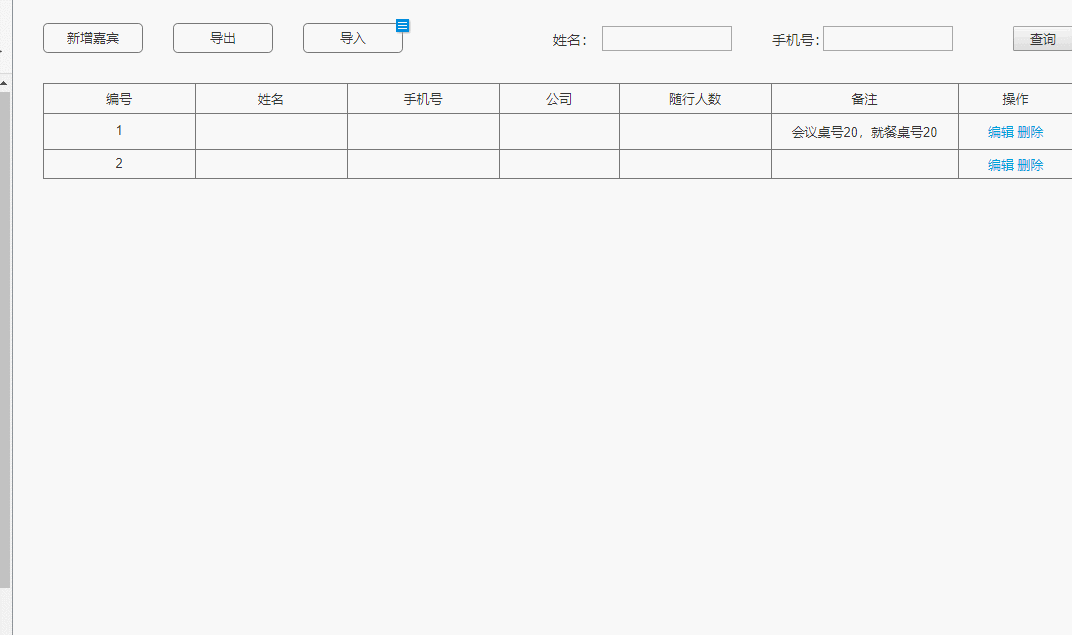 新增嘉宾 导出 导入 姓名： 手机号： 查询
编号 姓名 手机号 公司 随行人数 备注 操作
1 会议桌号20，就餐桌号20 编辑 删除
2 编辑 删除